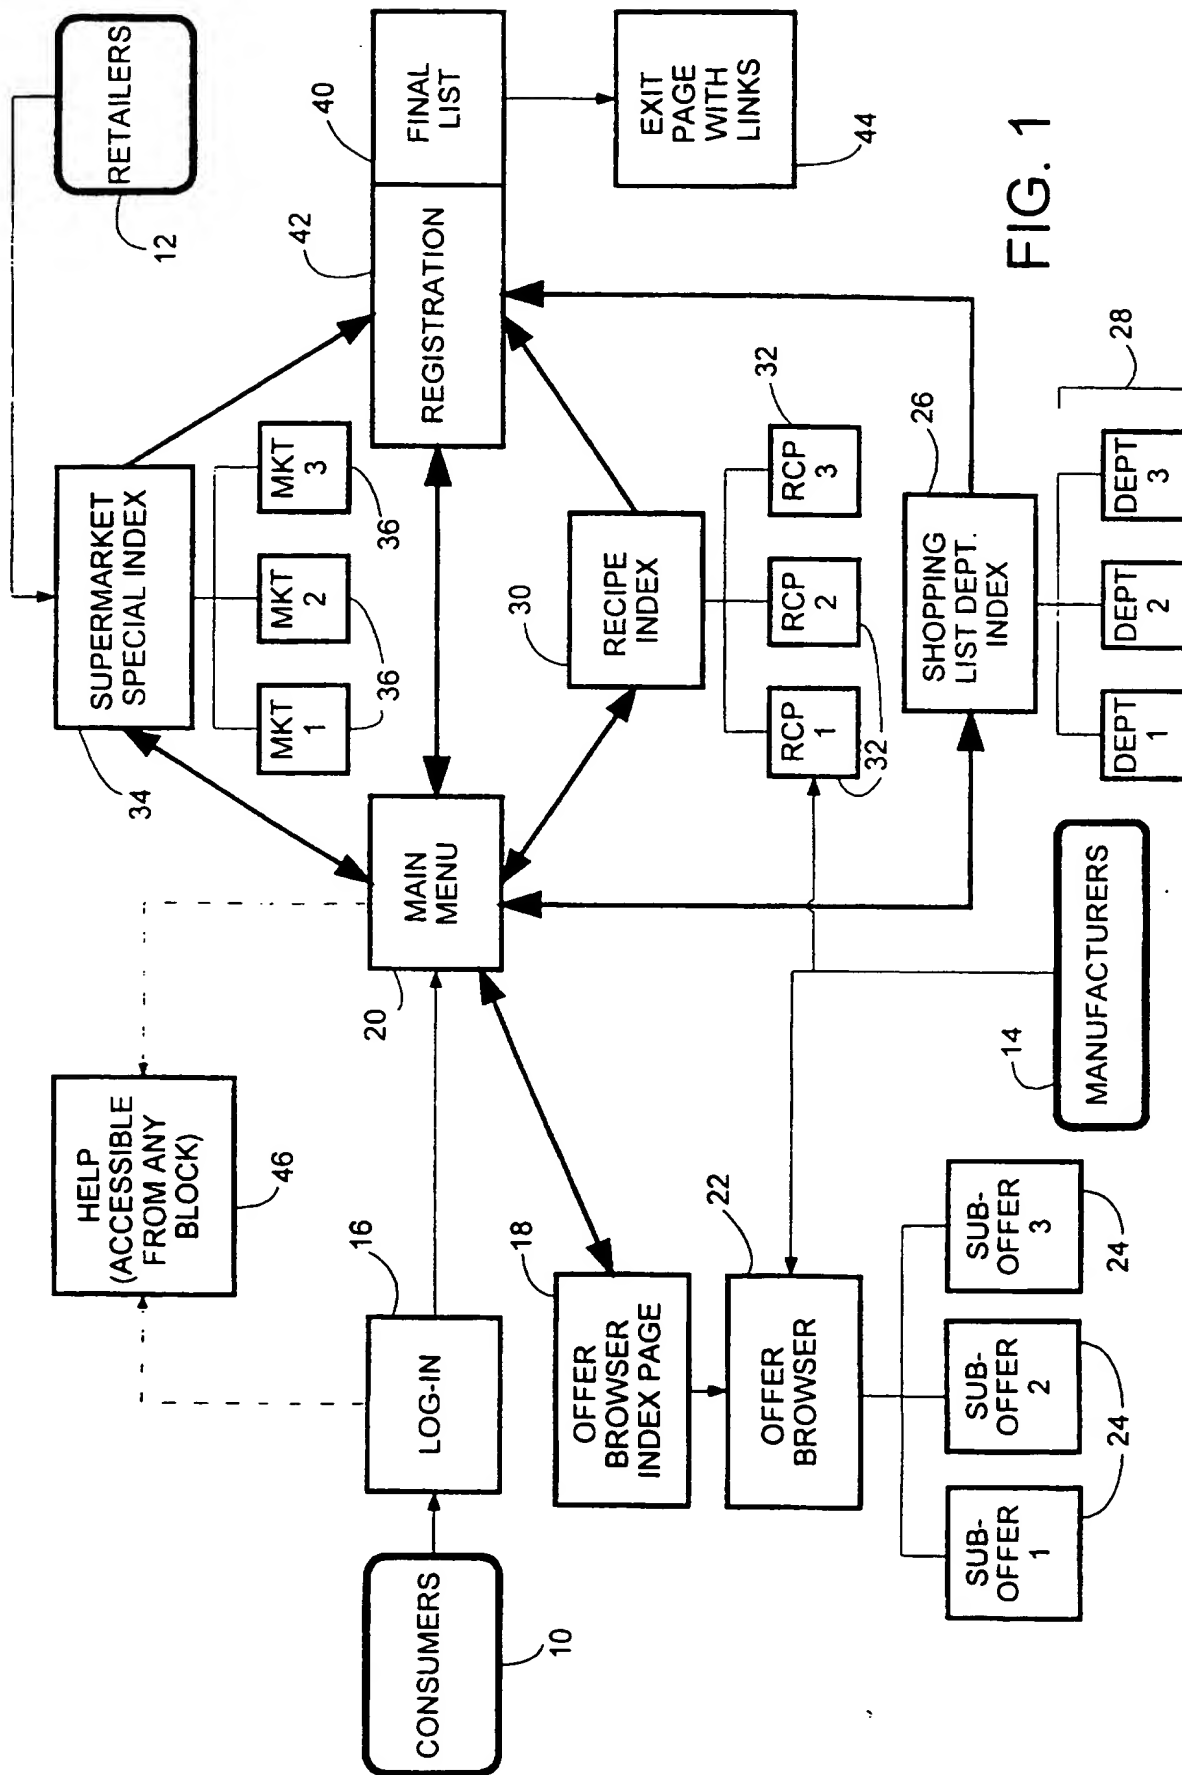 RETAILERS
12
SUPERMARKET
SPECIAL INDEX
34
MKT
1
MKT
2
MKT
3
36
36
HELP
(ACCESSIBLE
FROM ANY
BLOCK)
46
CONSUMERS
10
LOG-IN
16
MAIN
MENU
20
REGISTRATION
42
FINAL
LIST
40
EXIT
PAGE
WITH
LINKS
44
OFFER
BROWSER
INDEX PAGE
18
RECIPE
INDEX
30
OFFER
BROWSER
22
RCP
1
RCP
2
RCP
3
32
32
SHOPPING
LIST DEPT.
INDEX
26
SUB-
OFFER
1
SUB-
OFFER
2
SUB-
OFFER
3
24
24
MANUFACTURERS
14
DEPT
1
DEPT
2
DEPT
3
28
FIG. 1